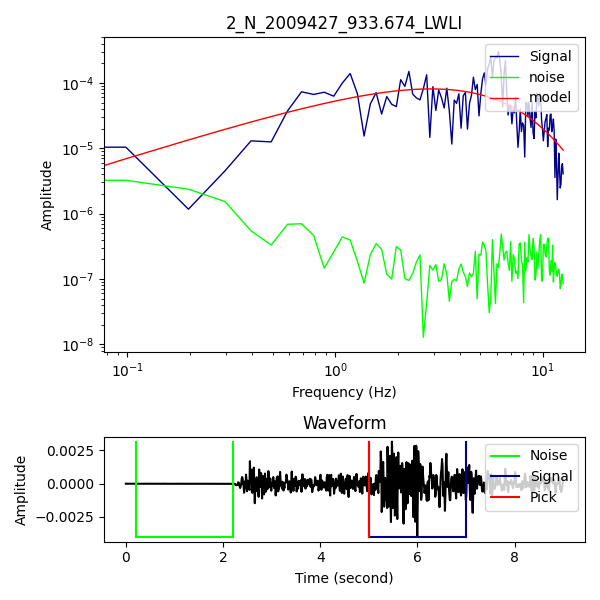 2_N_2009427_933.674_LWLI
Signal
noise
model
10⁻⁴
10⁻⁵
10⁻⁶
10⁻⁷
10⁻⁸
Amplitude
10⁻¹ 10⁰ 10¹
Frequency (Hz)
Waveform
Noise
Signal
Pick
0.0025
0.0000
−0.0025
Amplitude
0 2 4 6 8
Time (second)